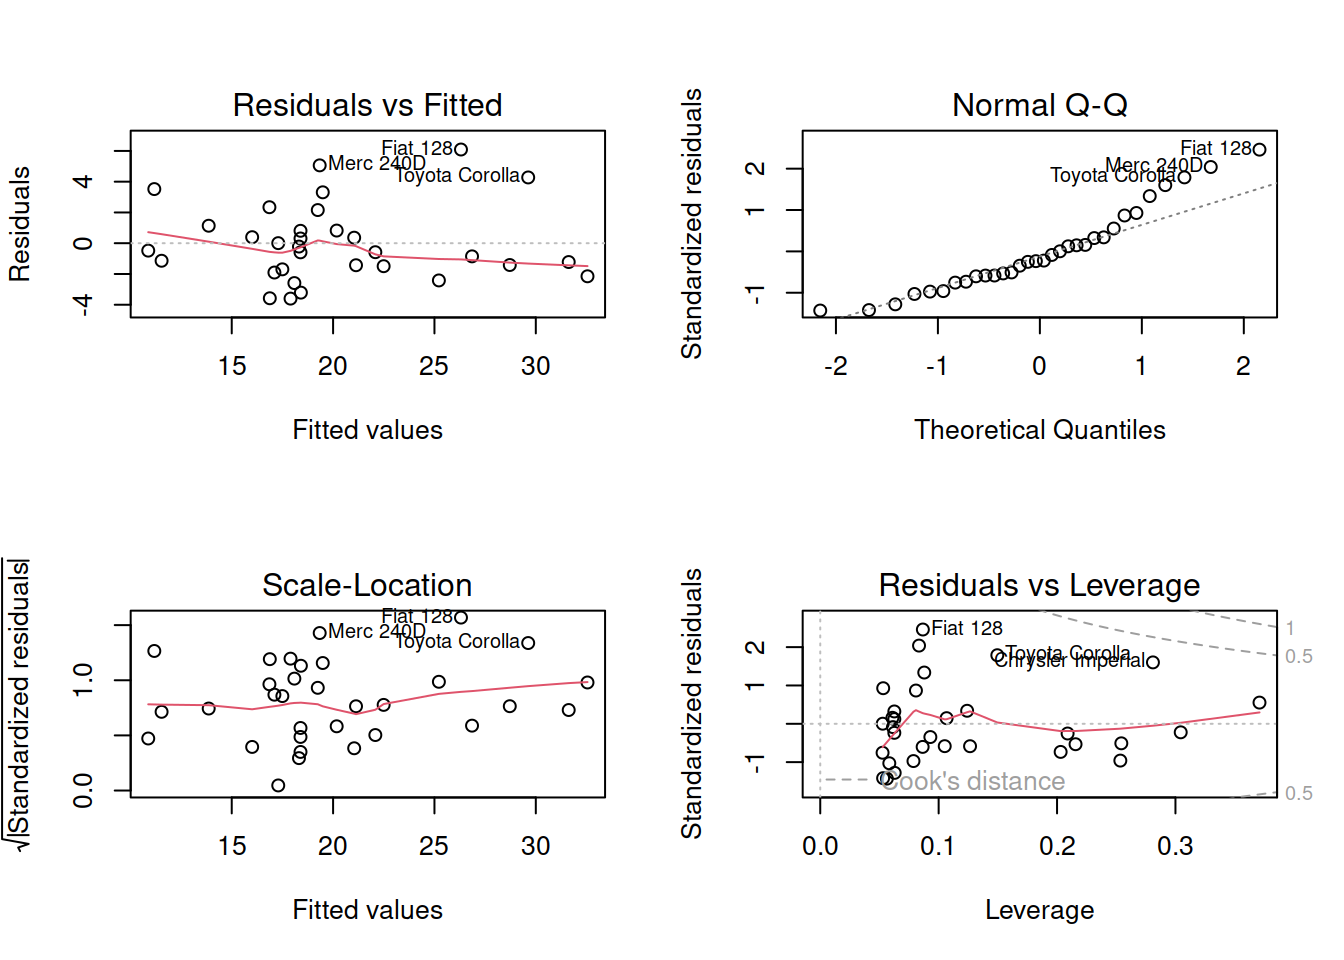 Residuals vs Fitted
Residuals
4
0
-4
Fiat 128
Merc 240D
Toyota Corolla
15 20 25 30
Fitted values
Normal Q-Q
Standardized residuals
2
1
-1
Fiat 128
Merc 240D
Toyota Corolla
-2 -1 0 1 2
Theoretical Quantiles
Scale-Location
√|Standardized residuals|
1.0
0.0
Fiat 128
Merc 240D
Toyota Corolla
15 20 25 30
Fitted values
Residuals vs Leverage
Standardized residuals
2
1
-1
Fiat 128
Toyota Corolla
Chrysler Imperial
1
0.5
Cook's distance
0.5
0.0 0.1 0.2 0.3
Leverage